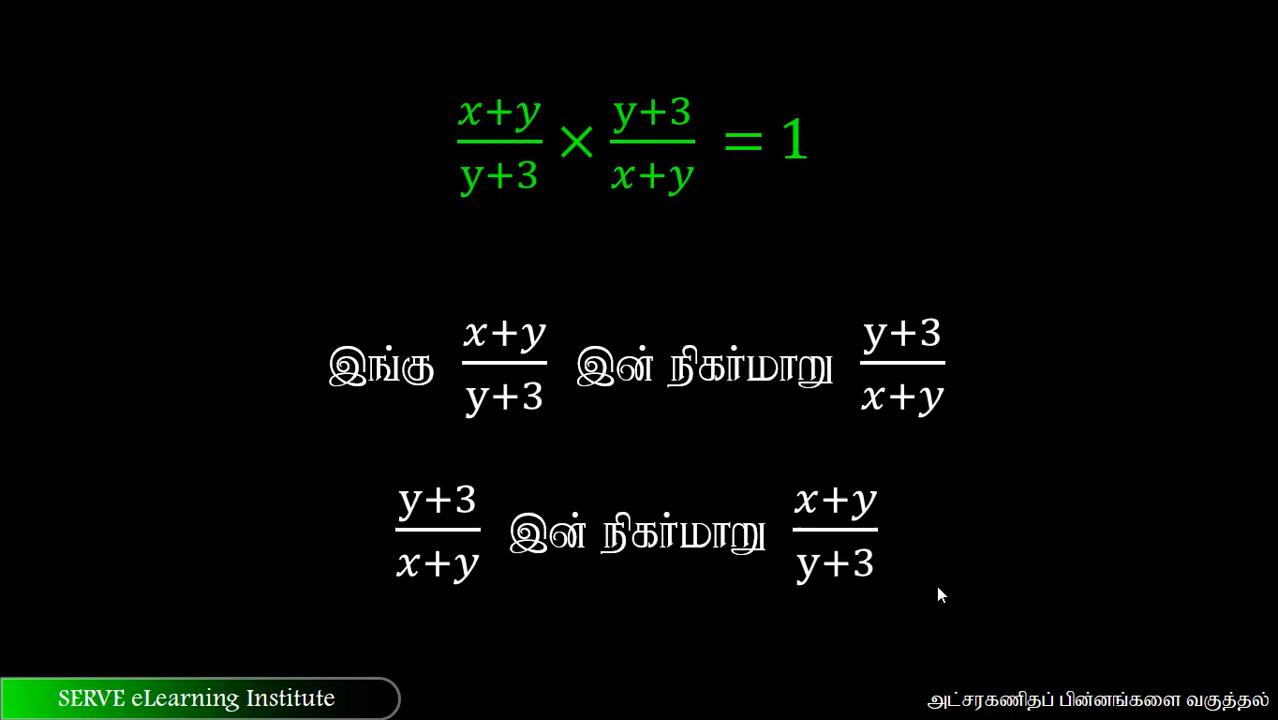 x+y/y+3 × y+3/x+y = 1
இங்கு x+y/y+3 இன் நிகர்மாறு y+3/x+y
y+3/x+y இன் நிகர்மாறு x+y/y+3
SERVE eLearning Institute
அட்சரகணிதப் பின்னங்களை வகுத்தல்